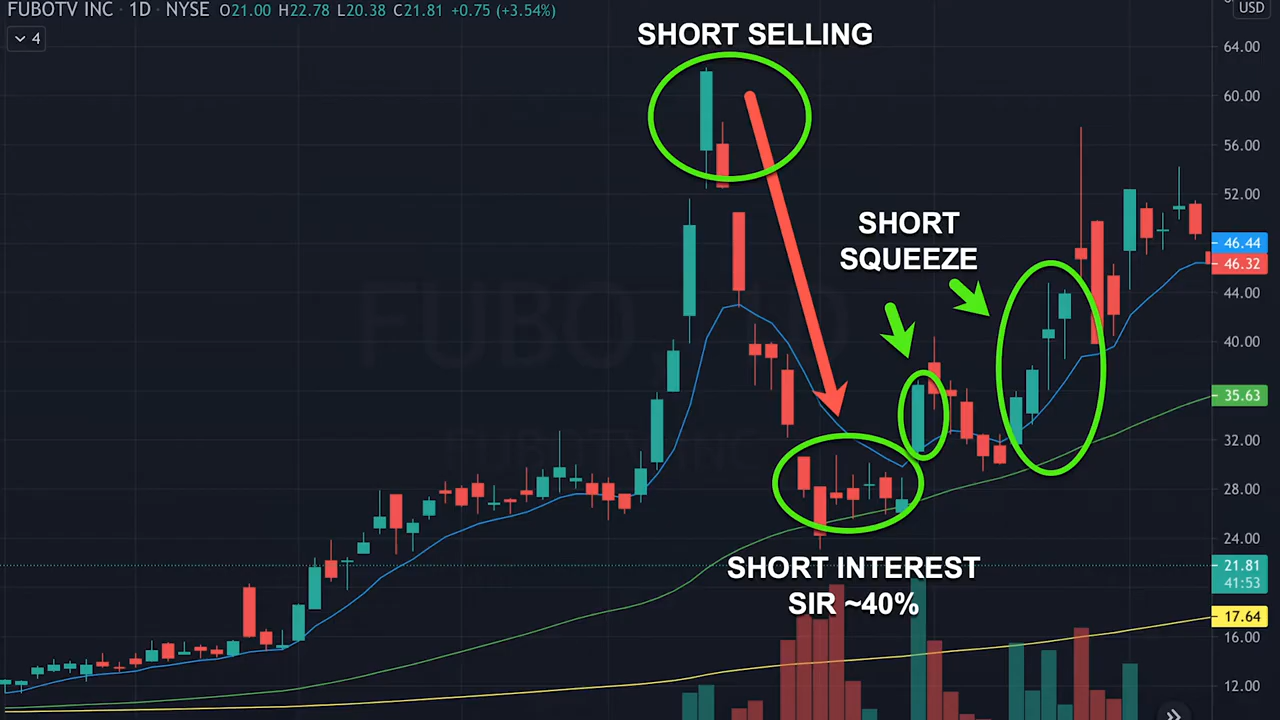 FUBOTV INC · 1D · NYSE O21.00 H22.78 L20.38 C21.81 +0.75 (+3.54%)
USD
4
SHORT SELLING
64.00
60.00
56.00
52.00
SHORT
SQUEEZE
46.44
46.32
44.00
40.00
35.63
32.00
28.00
24.00
SHORT INTEREST
SIR ~40%
21.81
41:53
17.64
16.00
12.00